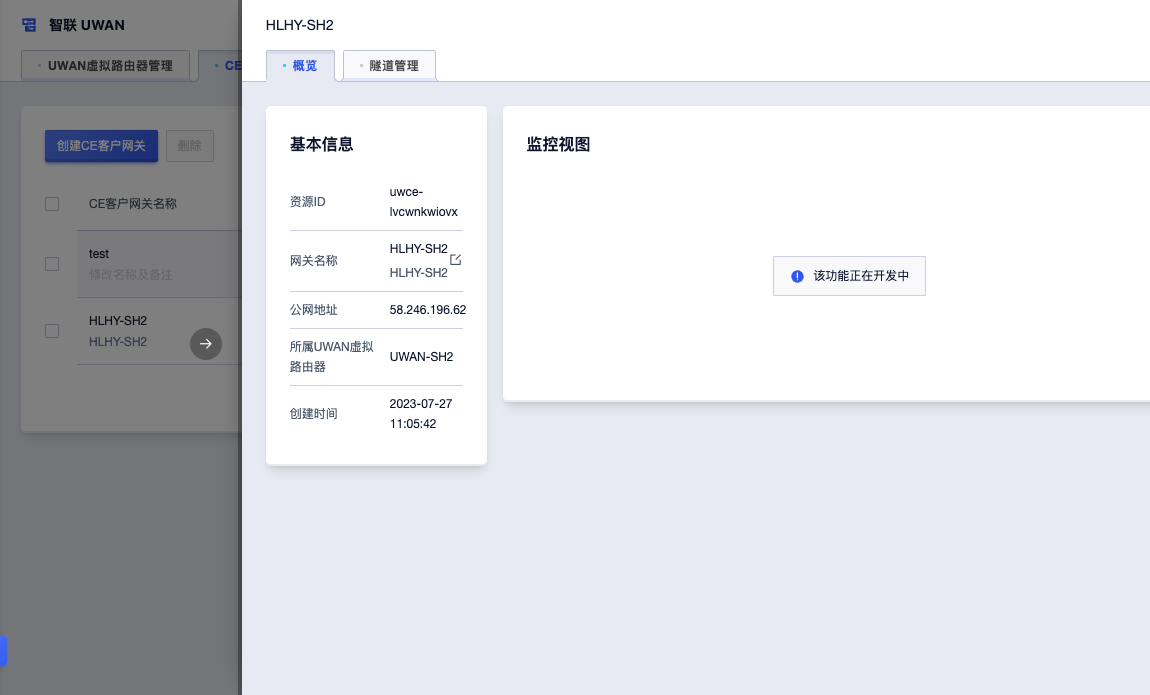 智联 UWAN
UWAN虚拟路由器管理
CE
创建CE客户网关
删除
CE客户网关名称
test
修改名称及备注
HLHY-SH2
HLHY-SH2
HLHY-SH2
概览
隧道管理
基本信息
资源ID
uwce-
lvcwnkwiovx
网关名称
HLHY-SH2
HLHY-SH2
公网地址
58.246.196.62
所属UWAN虚拟
路由器
UWAN-SH2
创建时间
2023-07-27
11:05:42
监控视图
该功能正在开发中